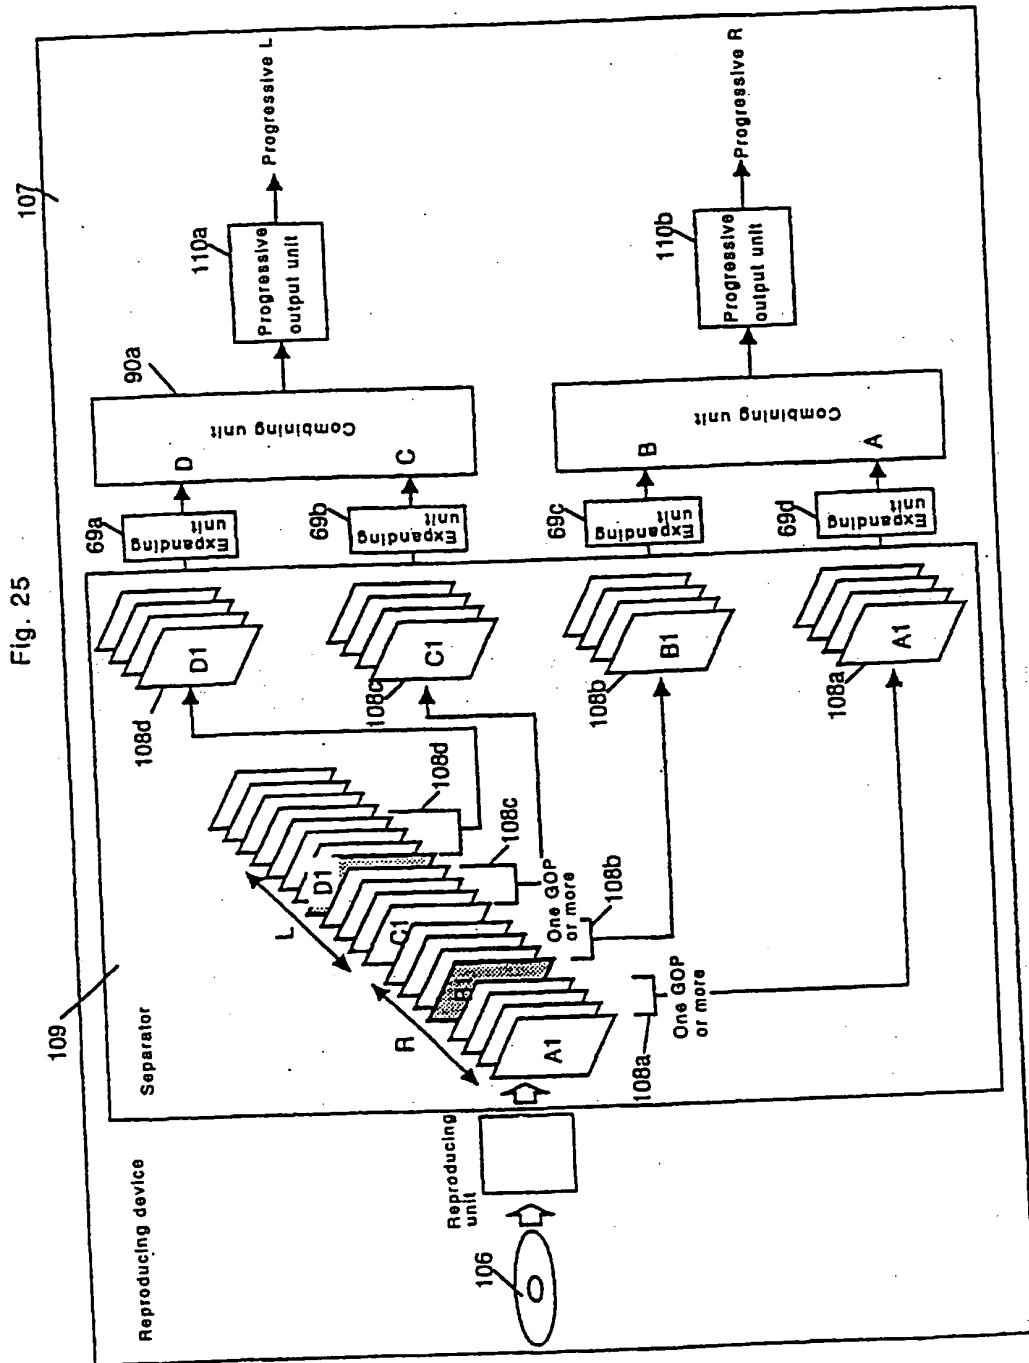 Fig. 25
107
Reproducing device
106
Reproducing
unit
109
Separator
A1
C1
D1
R
L
108a
One GOP
or more
108b
One GOP
or more
108c
108d
108d
D1
108c
C1
108b
B1
108a
A1
69a
Expanding
unit
69b
Expanding
unit
69c
Expanding
unit
69d
Expanding
unit
90a
D
C
Combining unit
B
A
Combining unit
110a
Progressive
output unit
Progressive L
110b
Progressive
output unit
Progressive R